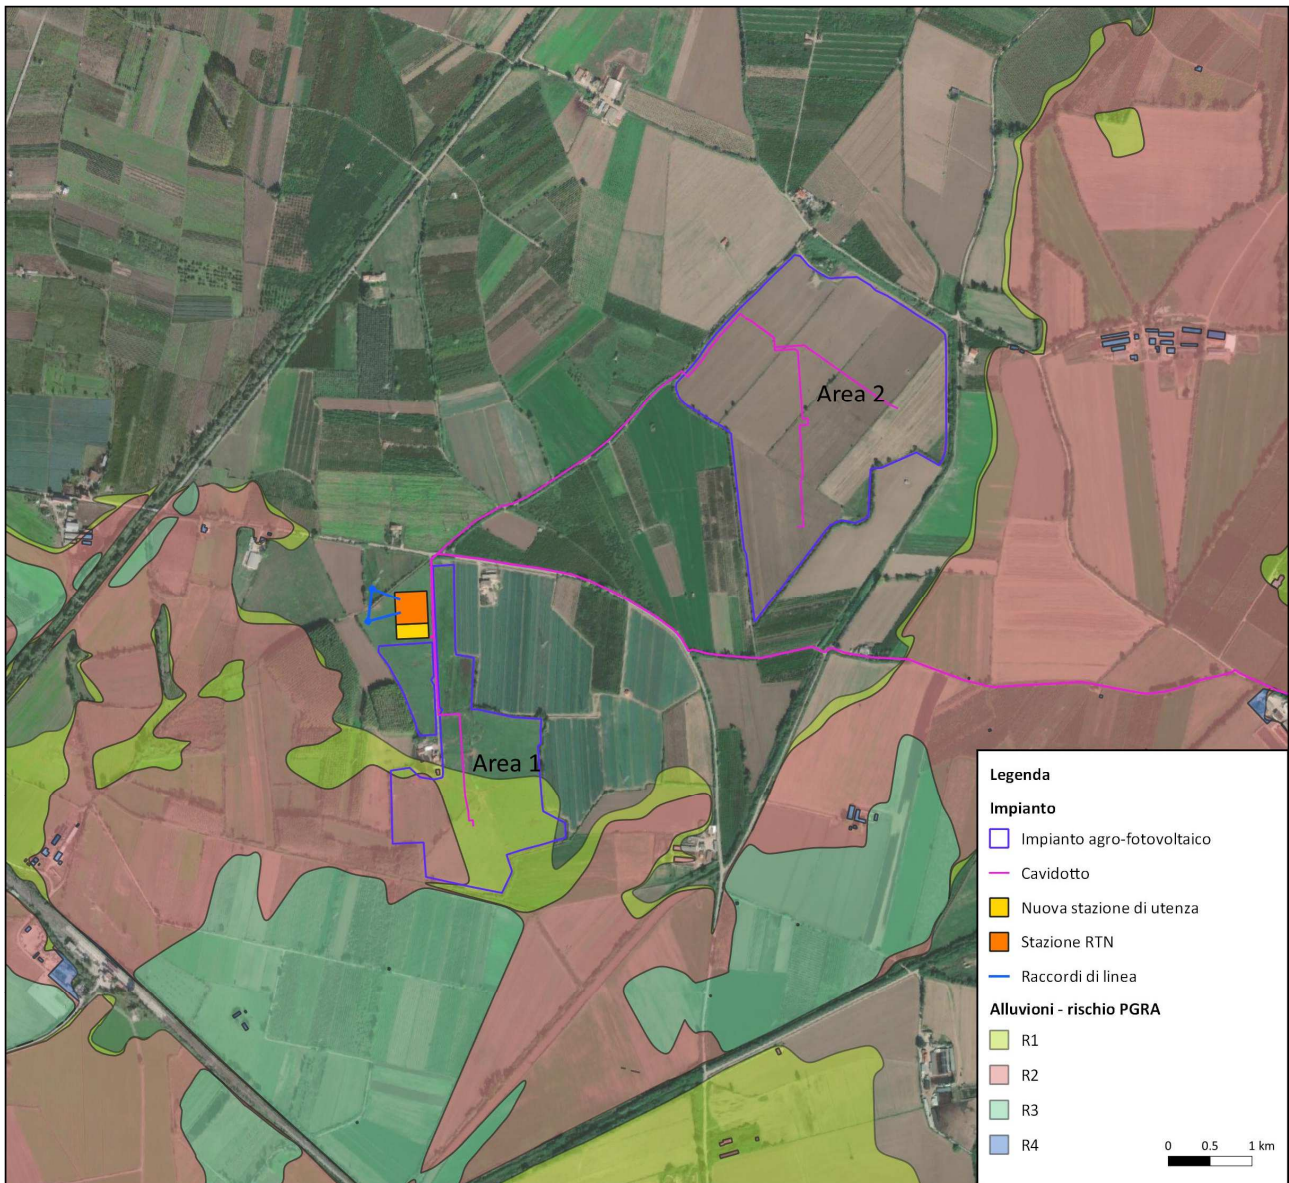 Area 2
Area 1
Legenda
Impianto
Impianto agro-fotovoltaico
Cavidotto
Nuova stazione di utenza
Stazione RTN
Raccordi di linea
Alluvioni - rischio PGRA
R1
R2
R3
R4
0 0.5 1 km